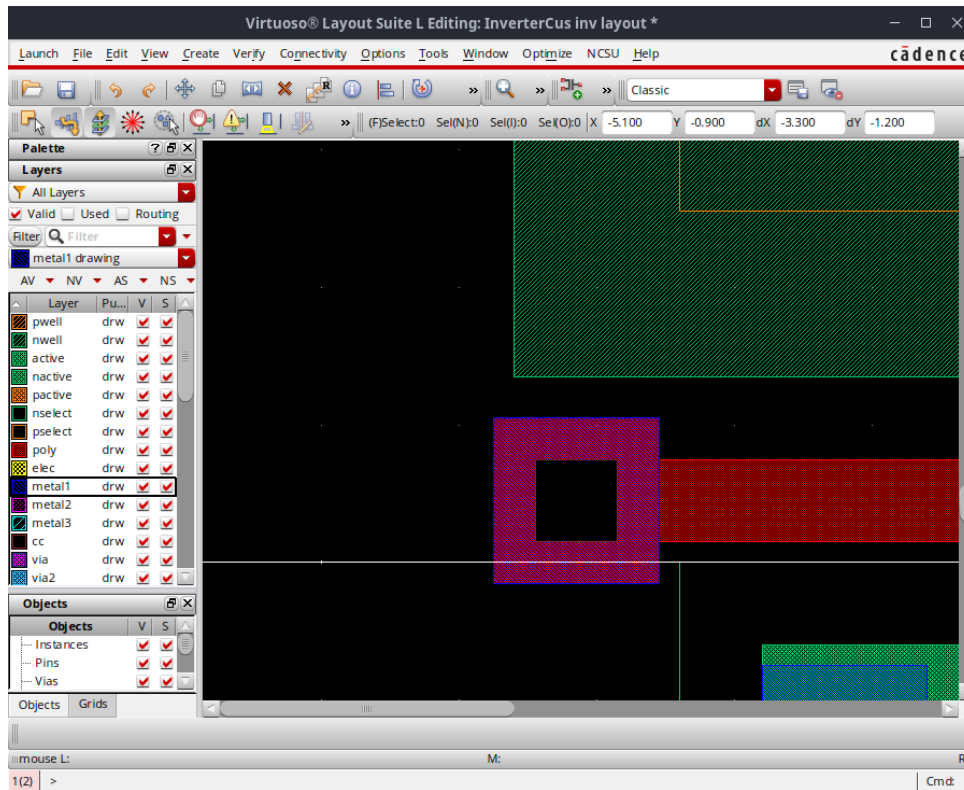 Virtuoso® Layout Suite L Editing: InverterCus inv layout *
Launch File Edit View Create Verify Connectivity Options Tools Window Optimize NCSU Help cādence
R » » » Classic
» (F)Select:0 Sel(N):0 Sel(I):0 Sel(O):0 X -5.100 Y -0.900 dX -3.300 dY -1.200
Palette ?
Layers
All Layers
Valid Used Routing
Filter Filter
metal1 drawing
AV NV AS NS
Layer Pu... V S
pwell drw
nwell drw
active drw
nactive drw
pactive drw
nselect drw
pselect drw
poly drw
elec drw
metal1 drw
metal2 drw
metal3 drw
cc drw
via drw
via2 drw
Objects
Objects V S
Instances
Pins
Vias
Objects Grids
mouse L: M: R
1(2) > Cmd: